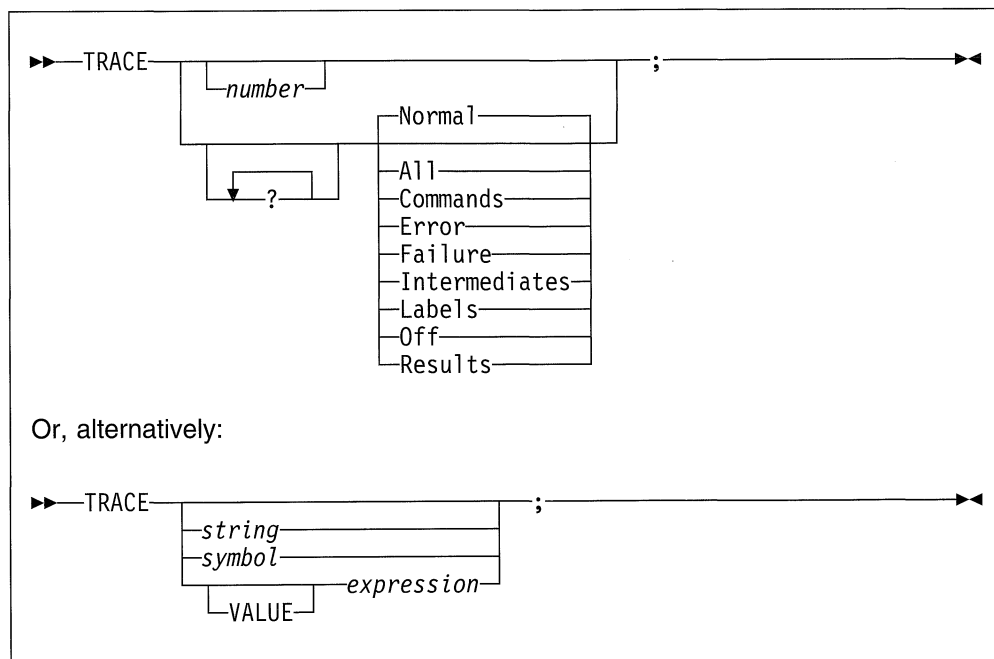 TRACE ;
number
Normal
?
All
Commands
Error
Failure
Intermediates
Labels
Off
Results
Or, alternatively:
TRACE ;
string
symbol
expression
VALUE